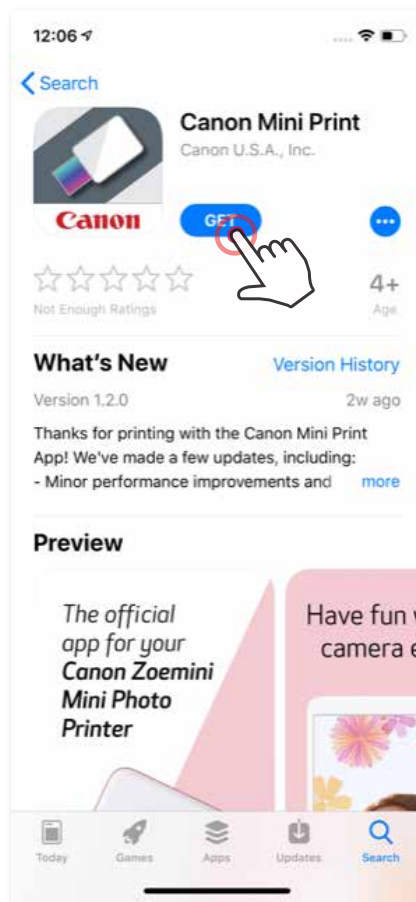 12:06
Search
Canon Mini Print
Canon U.S.A., Inc.
Canon
GET
4+
Not Enough Ratings
Age
What's New
Version History
Version 1.2.0
2w ago
Thanks for printing with the Canon Mini Print
App! We've made a few updates, including:
- Minor performance improvements and more
Preview
The official
app for your
Canon Zoemini
Mini Photo
Printer
Have fun
camera e
Today
Games
Apps
Updates
Search